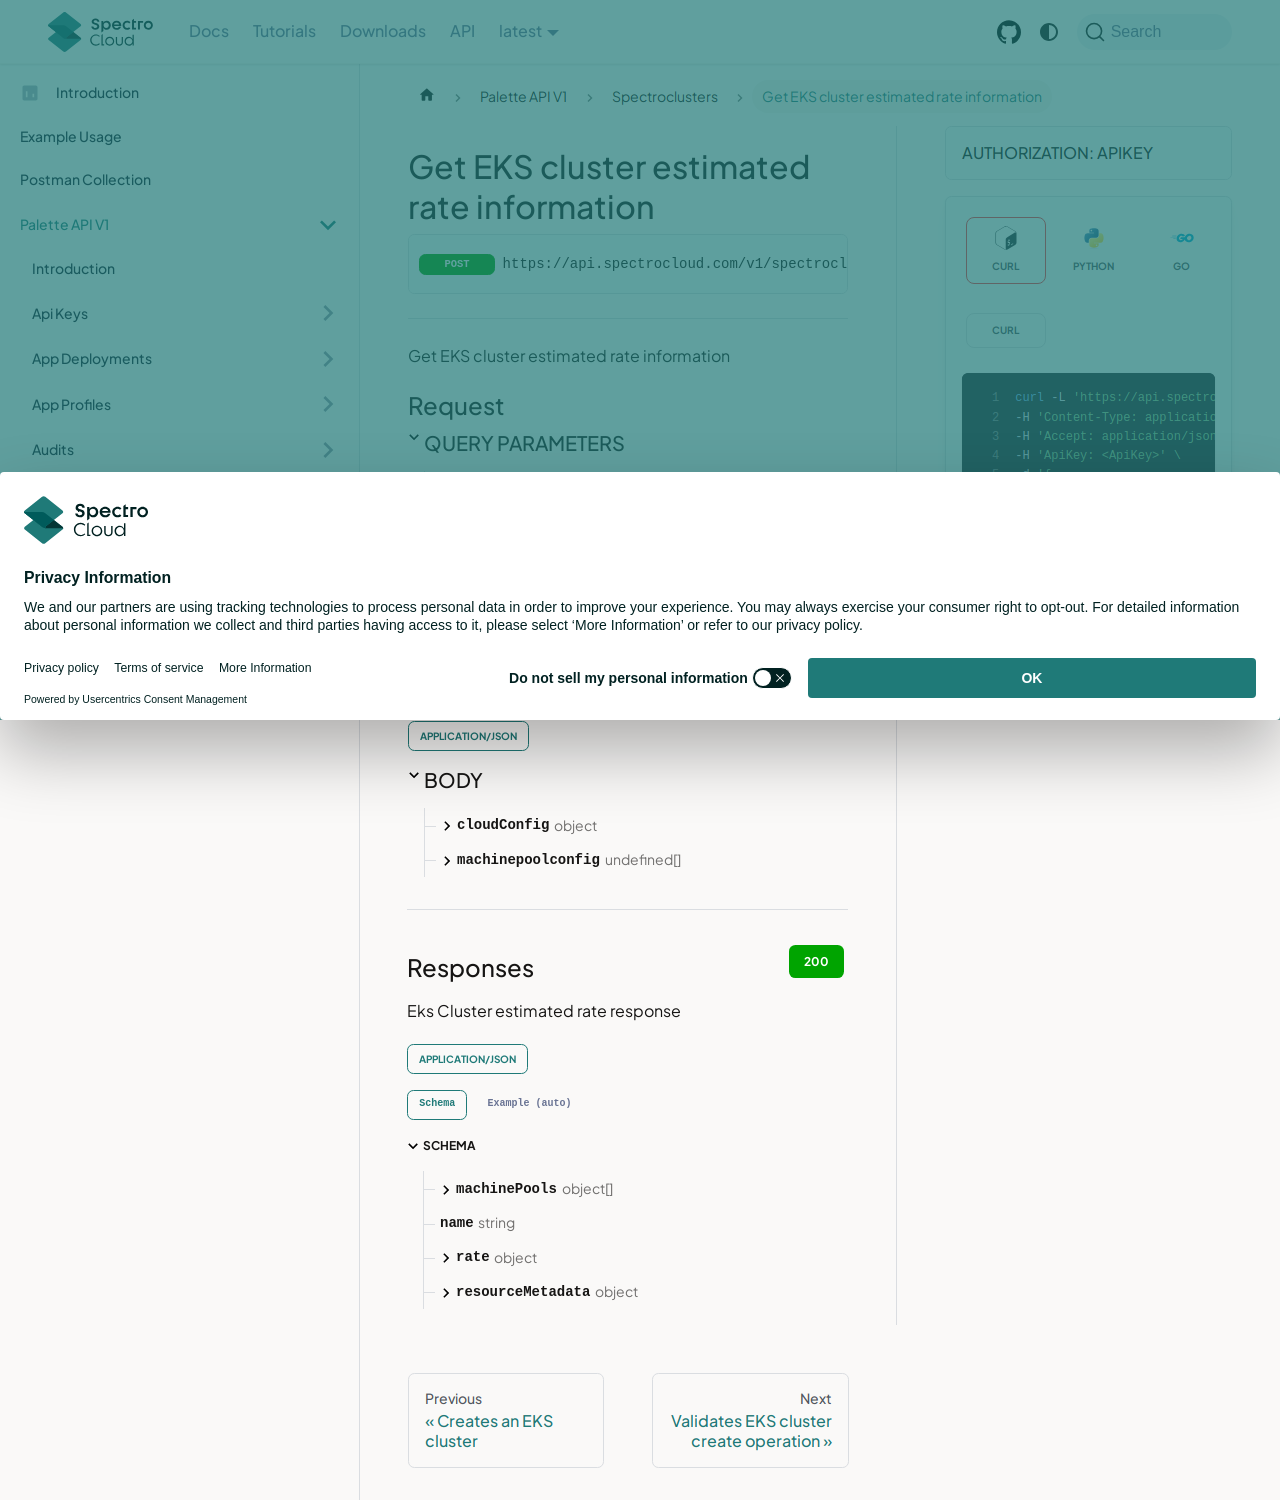 Spectro Cloud
Docs
Tutorials
Downloads
API
latest
Search
Introduction
Example Usage
Postman Collection
Palette API V1
Introduction
Api Keys
App Deployments
App Profiles
Audits
Palette API V1
Spectroclusters
Get EKS cluster estimated rate information
Get EKS cluster estimated
rate information
POST
https://api.spectrocloud.com/v1/spectrocl
Get EKS cluster estimated rate information
Request
QUERY PARAMETERS
AUTHORIZATION: APIKEY
CURL
PYTHON
GO
CURL
1 curl -L 'https://api.spectro
2 -H 'Content-Type: applicatio
3 -H 'Accept: application/json
4 -H 'ApiKey: <ApiKey>' \
Spectro Cloud
Privacy Information
We and our partners are using tracking technologies to process personal data in order to improve your experience. You may always exercise your consumer right to opt-out. For detailed information
about personal information we collect and third parties having access to it, please select ‘More Information’ or refer to our privacy policy.
Privacy policy
Terms of service
More Information
Powered by Usercentrics Consent Management
Do not sell my personal information
OK
APPLICATION/JSON
BODY
cloudConfig object
machinepoolconfig undefined[]
Responses
200
Eks Cluster estimated rate response
APPLICATION/JSON
Schema
Example (auto)
SCHEMA
machinePools object[]
name string
rate object
resourceMetadata object
Previous
« Creates an EKS
cluster
Next
Validates EKS cluster
create operation »